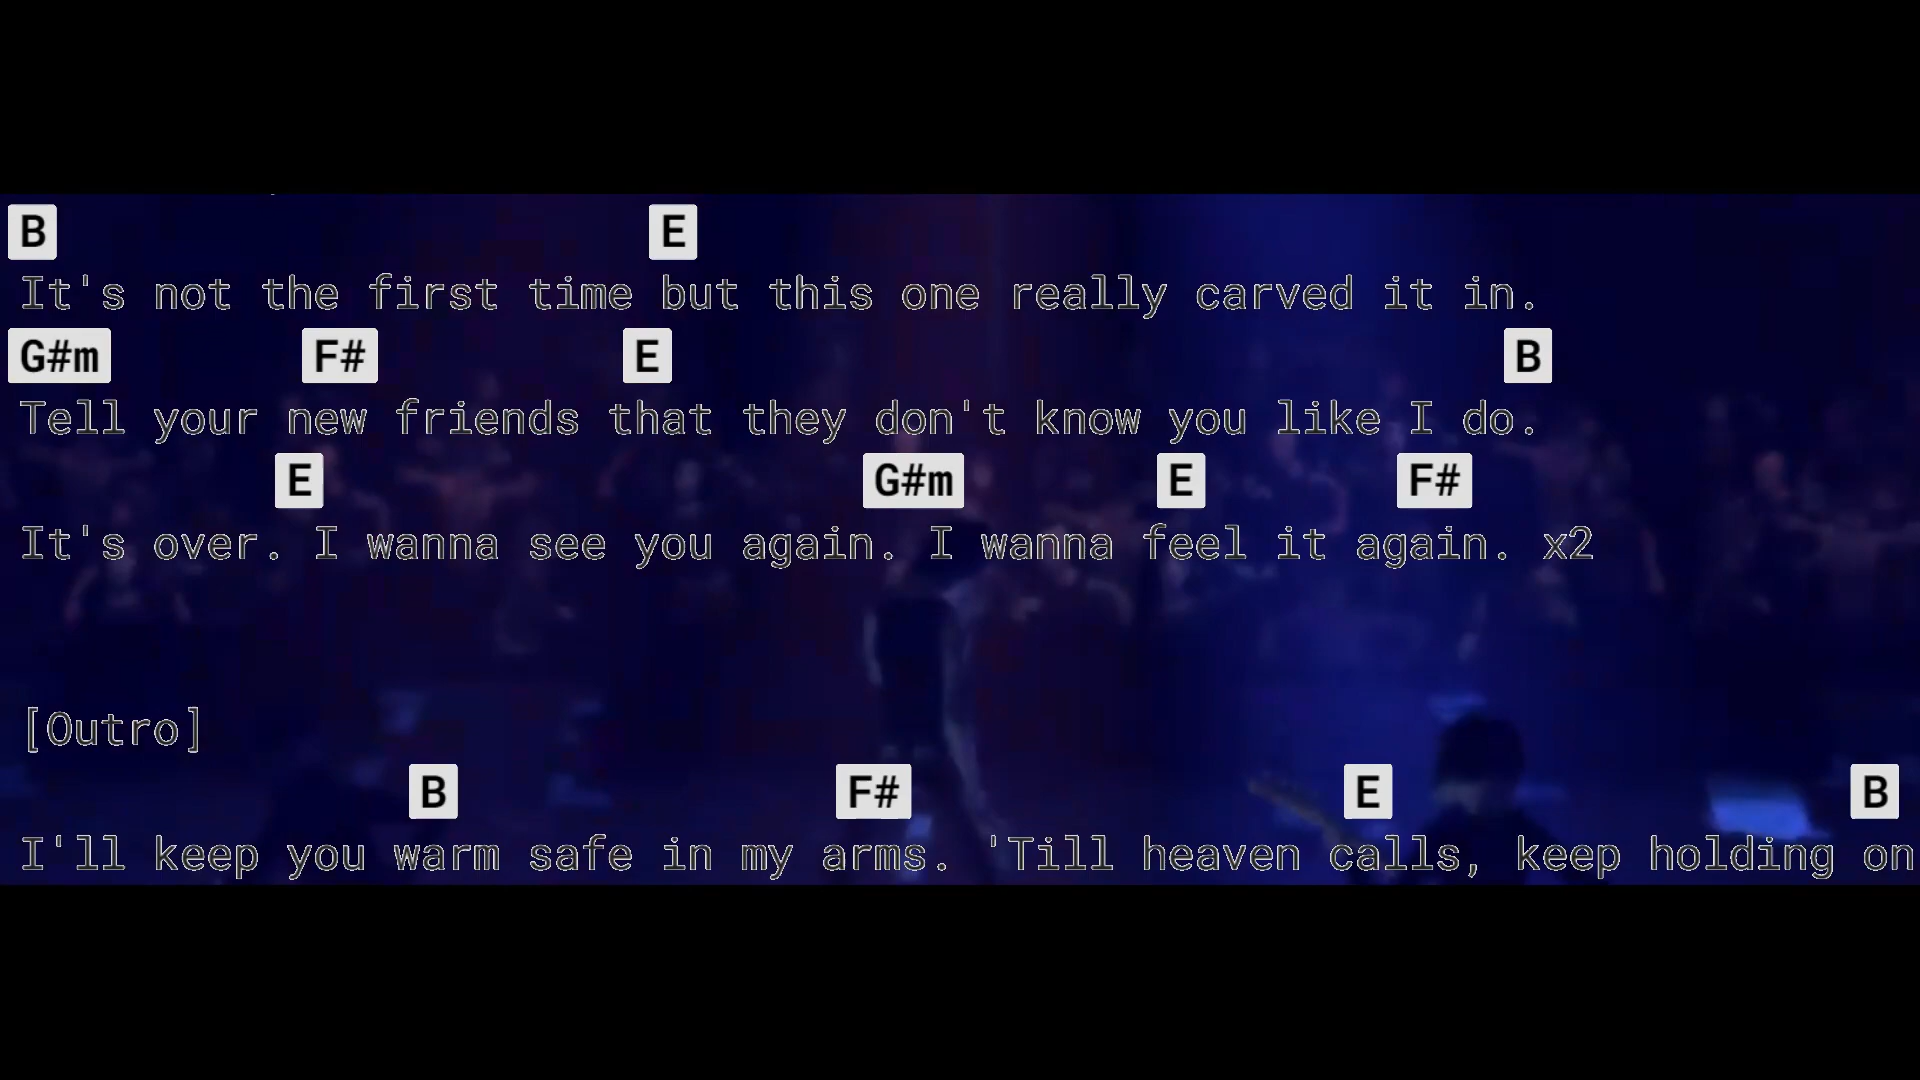 B E
It's not the first time but this one really carved it in.
G#m F# E B
Tell your new friends that they don't know you like I do.
E G#m E F#
It's over. I wanna see you again. I wanna feel it again. x2
[Outro]
B F# E B
I'll keep you warm safe in my arms. 'Till heaven calls, keep holding on